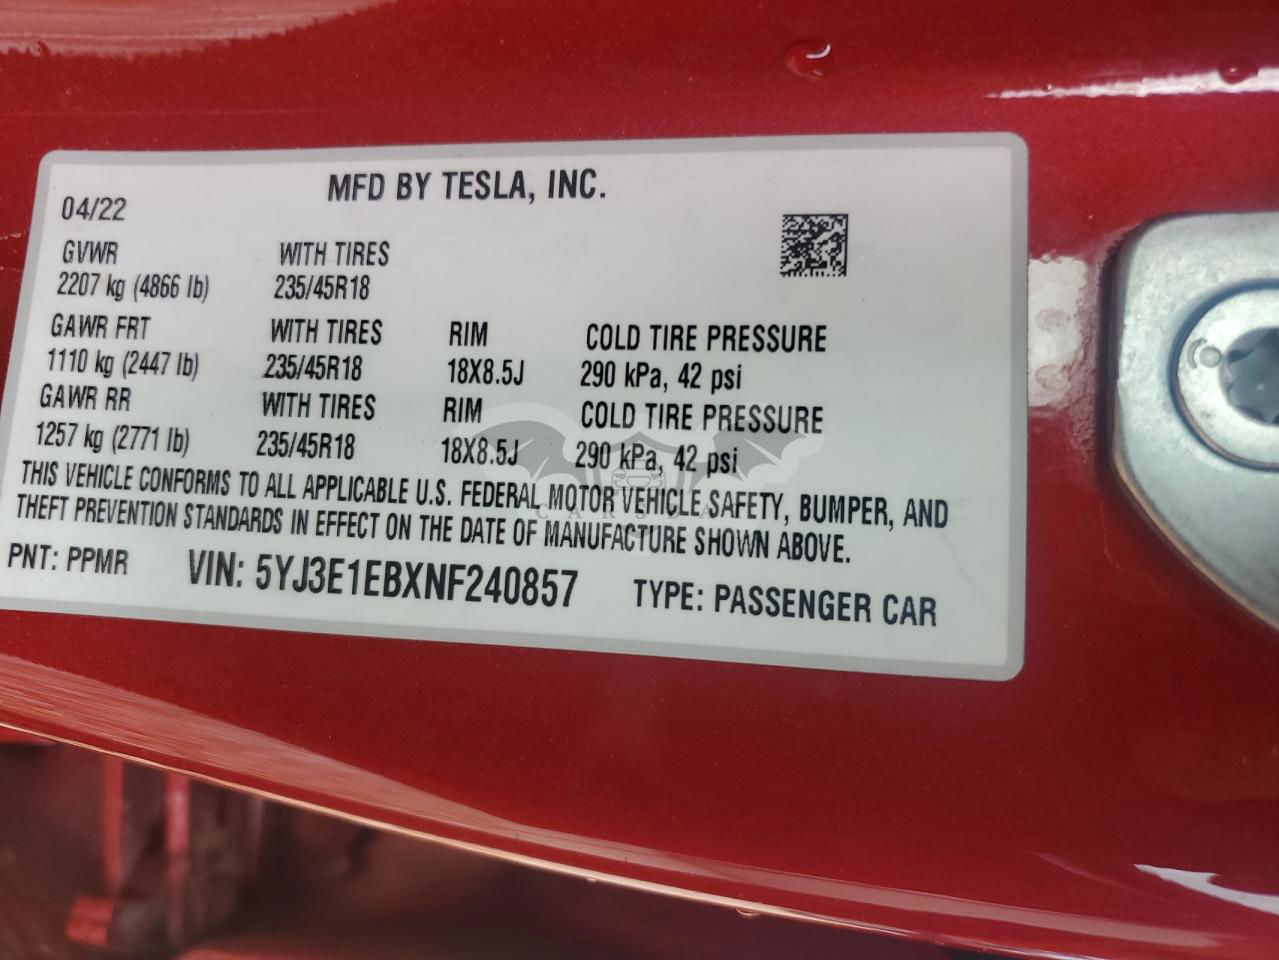 MFD BY TESLA, INC.
04/22
GVWR WITH TIRES
2207 kg (4866 lb) 235/45R18
GAWR FRT WITH TIRES RIM COLD TIRE PRESSURE
1110 kg (2447 lb) 235/45R18 18X8.5J 290 kPa, 42 psi
GAWR RR WITH TIRES RIM COLD TIRE PRESSURE
1257 kg (2771 lb) 235/45R18 18X8.5J 290 kPa, 42 psi
THIS VEHICLE CONFORMS TO ALL APPLICABLE U.S. FEDERAL MOTOR VEHICLE SAFETY, BUMPER, AND
THEFT PREVENTION STANDARDS IN EFFECT ON THE DATE OF MANUFACTURE SHOWN ABOVE.
PNT: PPMR VIN: 5YJ3E1EBXNF240857 TYPE: PASSENGER CAR